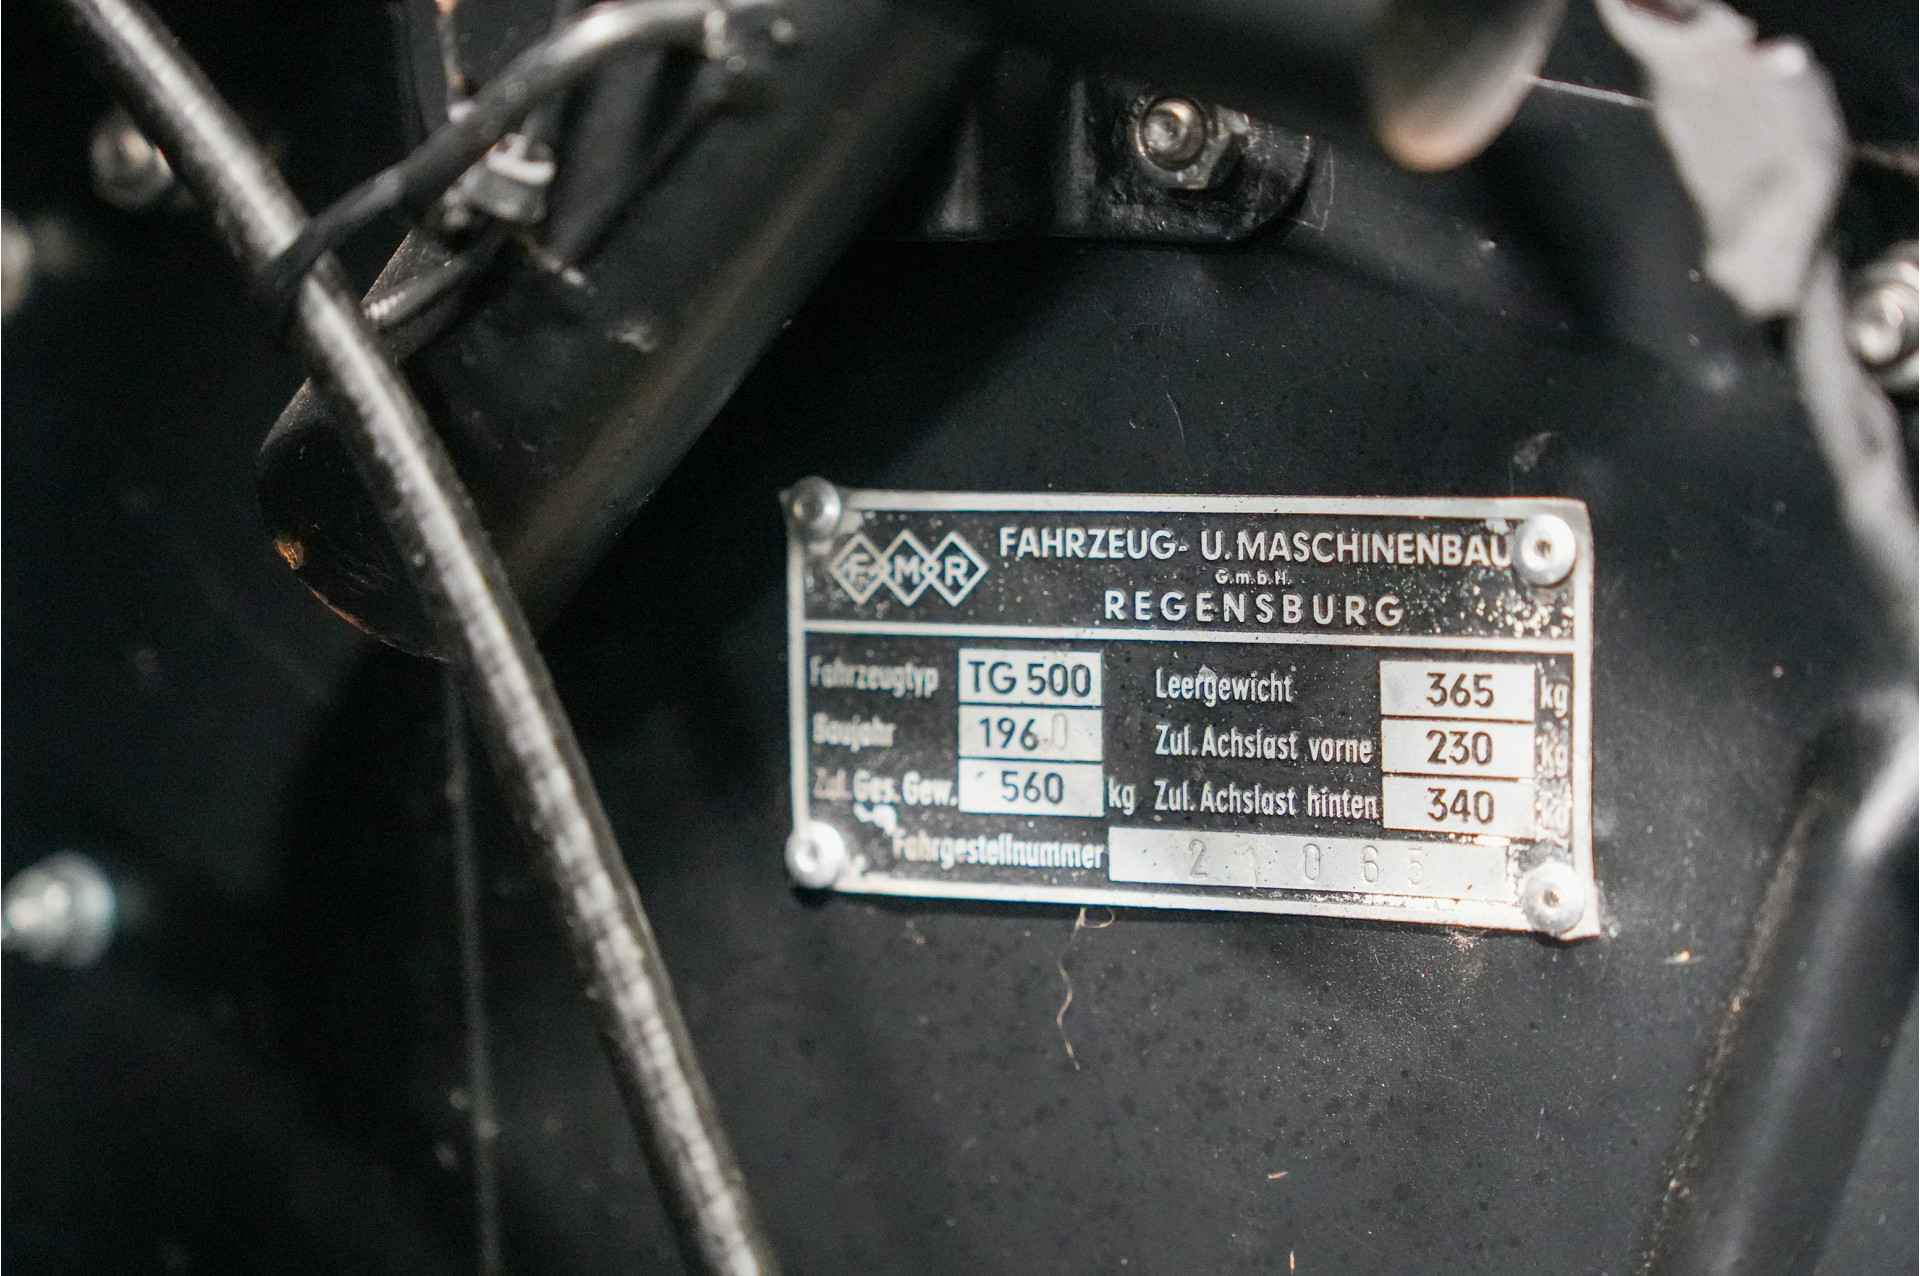 FMR FAHRZEUG- U. MASCHINENBAU
G.m.b.H.
REGENSBURG
Fahrzeugtyp TG 500 Leergewicht 365 kg
Baujahr 1960 Zul. Achslast vorne 230 kg
Zul. Ges. Gew. 560 kg Zul. Achslast hinten 340 kg
Fahrgestellnummer 21065